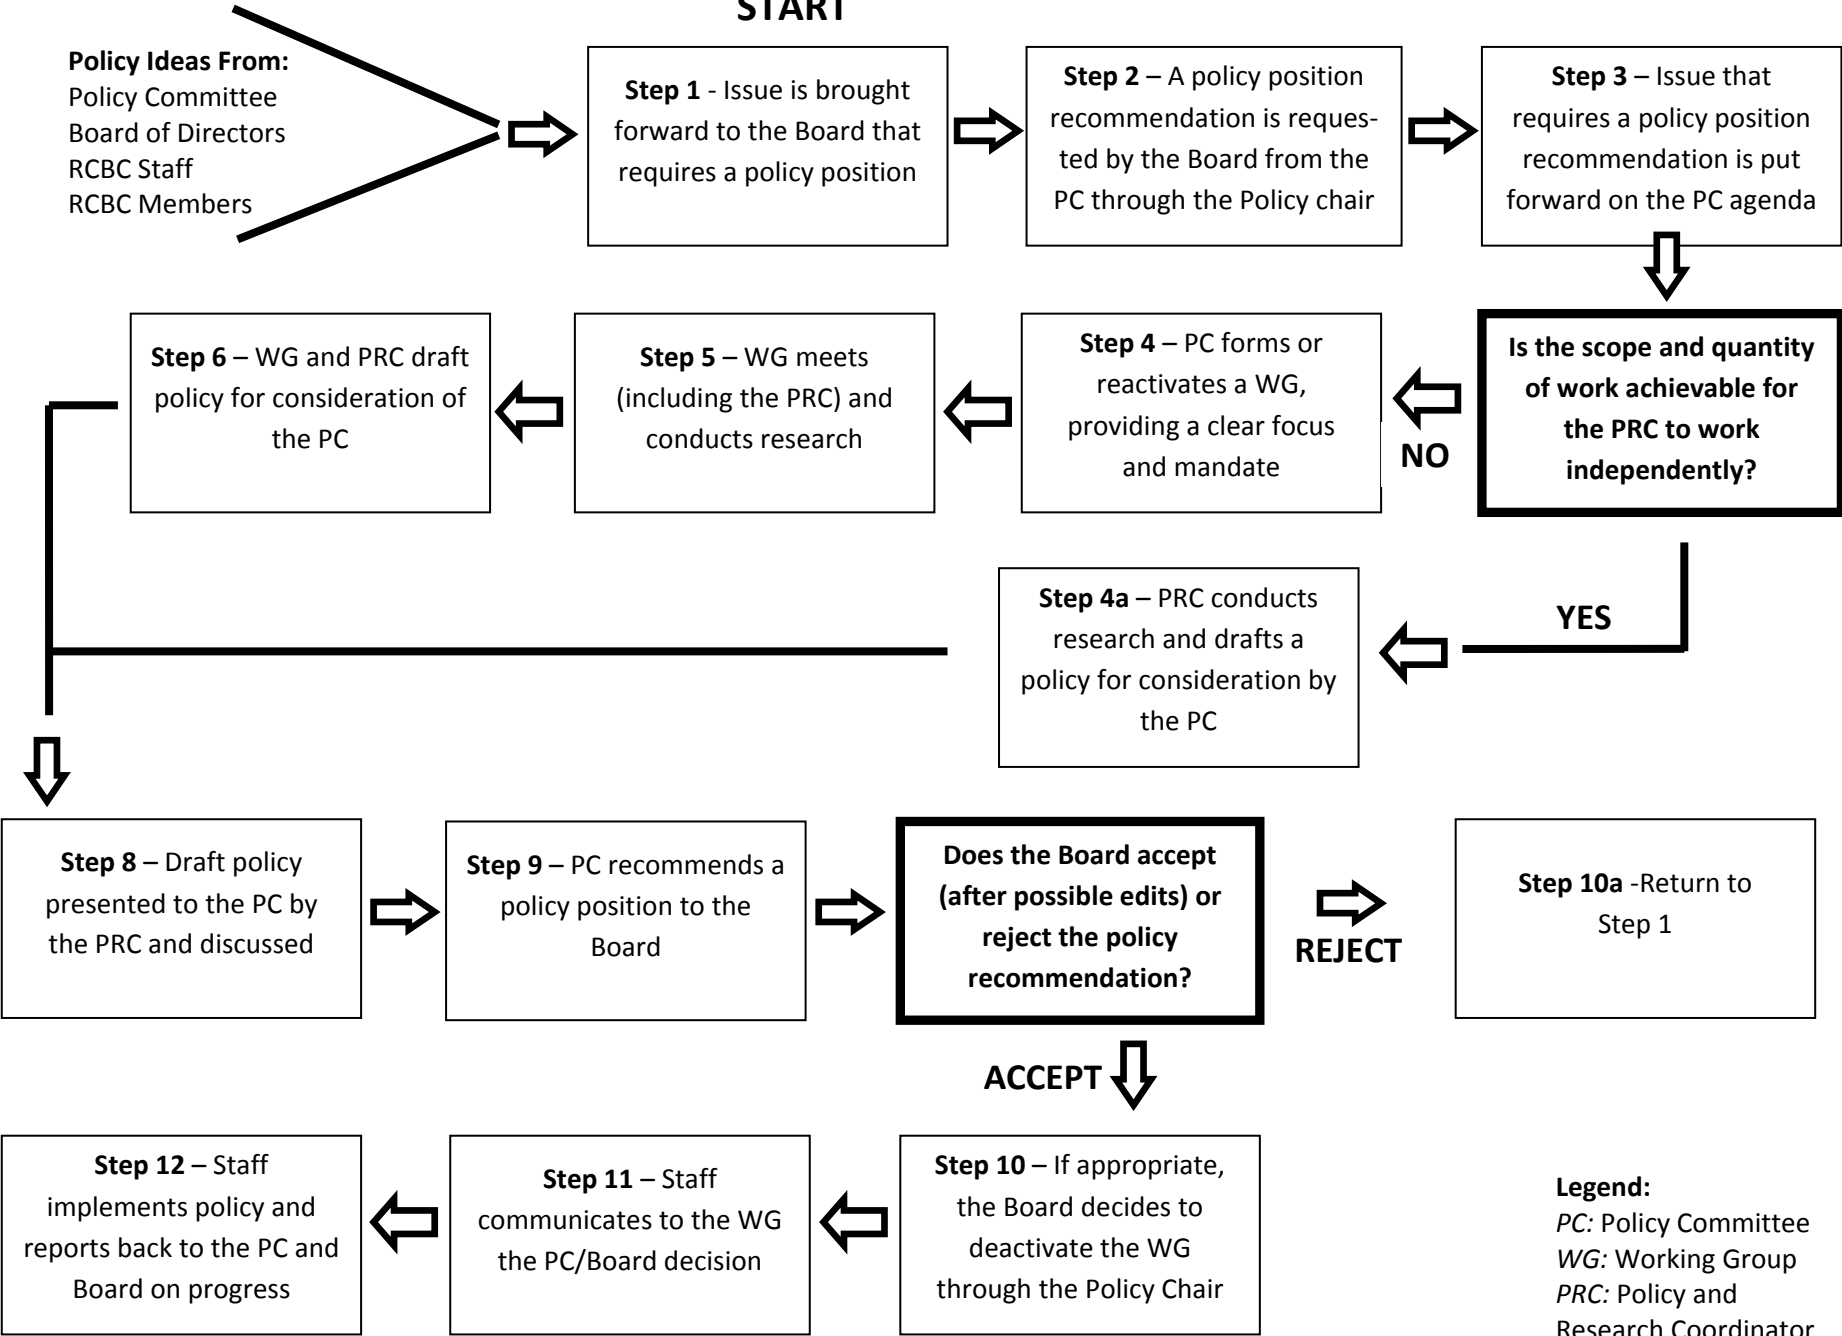 START
Policy Ideas From:
Policy Committee
Board of Directors
RCBC Staff
RCBC Members
Step 1 - Issue is brought
forward to the Board that
requires a policy position
Step 2 – A policy position
recommendation is reques-
ted by the Board from the
PC through the Policy chair
Step 3 – Issue that
requires a policy position
recommendation is put
forward on the PC agenda
Is the scope and quantity
of work achievable for
the PRC to work
independently?
NO
Step 4 – PC forms or
reactivates a WG,
providing a clear focus
and mandate
Step 5 – WG meets
(including the PRC) and
conducts research
Step 6 – WG and PRC draft
policy for consideration of
the PC
YES
Step 4a – PRC conducts
research and drafts a
policy for consideration by
the PC
Step 8 – Draft policy
presented to the PC by
the PRC and discussed
Step 9 – PC recommends a
policy position to the
Board
Does the Board accept
(after possible edits) or
reject the policy
recommendation?
REJECT
Step 10a -Return to
Step 1
ACCEPT
Step 10 – If appropriate,
the Board decides to
deactivate the WG
through the Policy Chair
Step 11 – Staff
communicates to the WG
the PC/Board decision
Step 12 – Staff
implements policy and
reports back to the PC and
Board on progress
Legend:
PC: Policy Committee
WG: Working Group
PRC: Policy and
Research Coordinator